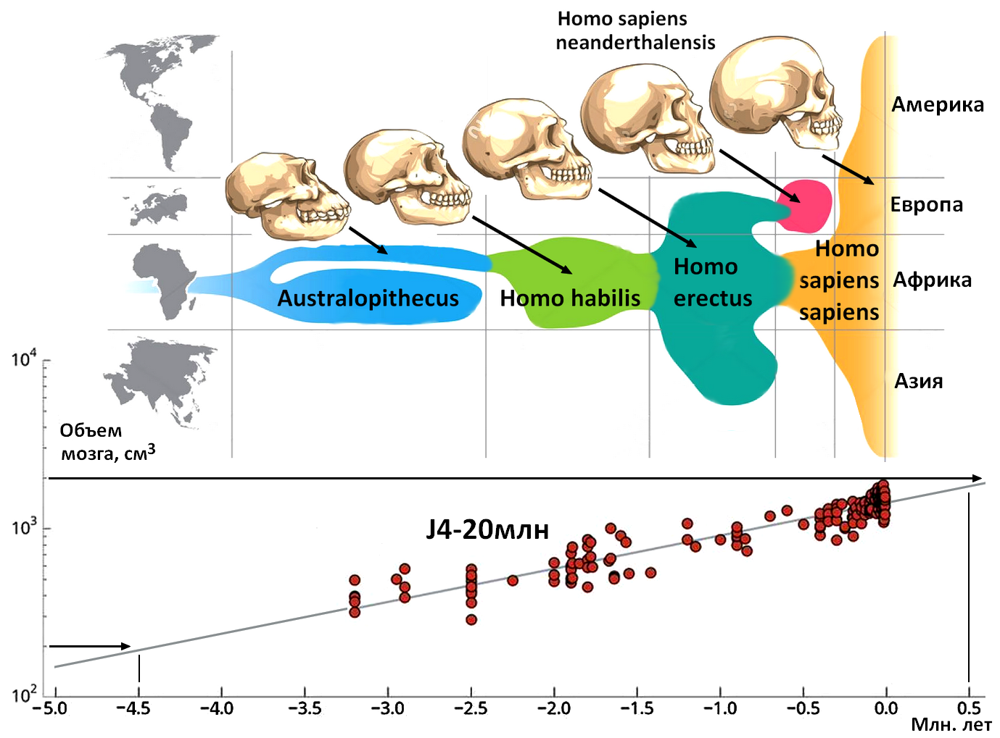 Homo sapiens
neanderthalensis
Америка
Европа
Homo
sapiens
sapiens
Африка
Homo
erectus
Australopithecus
Homo habilis
Азия
10⁴
Объем
мозга, см³
10³
J4-20млн
10²
−5.0 −4.5 −4.0 −3.5 −3.0 −2.5 −2.0 −1.5 −1.0 −0.5 0.0 0.5
Млн. лет